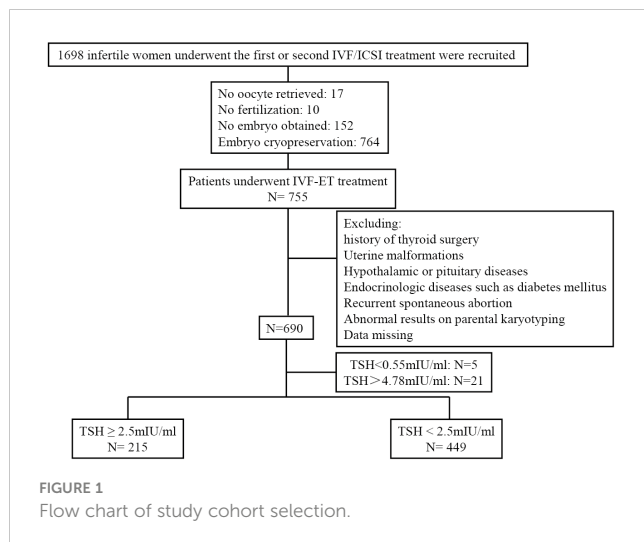 1698 infertile women underwent the first or second IVF/ICSI treatment were recruited
No oocyte retrieved: 17
No fertilization: 10
No embryo obtained: 152
Embryo cryopreservation: 764
Patients underwent IVF-ET treatment
N= 755
Excluding:
history of thyroid surgery
Uterine malformations
Hypothalamic or pituitary diseases
Endocrinologic diseases such as diabetes mellitus
Recurrent spontaneous abortion
Abnormal results on parental karyotyping
Data missing
N=690
TSH<0.55mIU/ml: N=5
TSH＞4.78mIU/ml: N=21
TSH ≥ 2.5mIU/ml
N= 215
TSH < 2.5mIU/ml
N= 449
FIGURE 1
Flow chart of study cohort selection.